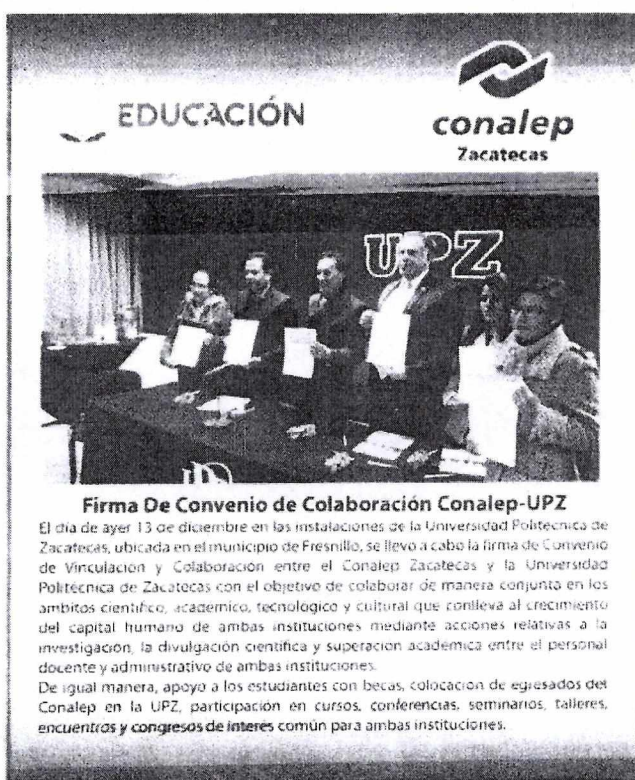 EDUCACIÓN
conalep
Zacatecas
UPZ
Firma De Convenio de Colaboración Conalep-UPZ
El día de ayer 13 de diciembre en las instalaciones de la Universidad Politécnica de
Zacatecas, ubicada en el municipio de Fresnillo, se llevo a cabo la firma de Convenio
de Vinculación y Colaboración entre el Conalep Zacatecas y la Universidad
Politécnica de Zacatecas con el objetivo de colaborar de manera conjunta en los
ambitos científico, academico, tecnologico y cultural que conlleva al crecimiento
del capital humano de ambas instituciones mediante acciones relativas a la
investigación, la divulgación científica y superación academica entre el personal
docente y administrativo de ambas instituciones.
De igual manera, apoyo a los estudiantes con becas, colocación de egresados del
Conalep en la UPZ, participación en cursos, conferencias, seminarios, talleres,
encuentros y congresos de interés común para ambas instituciones.